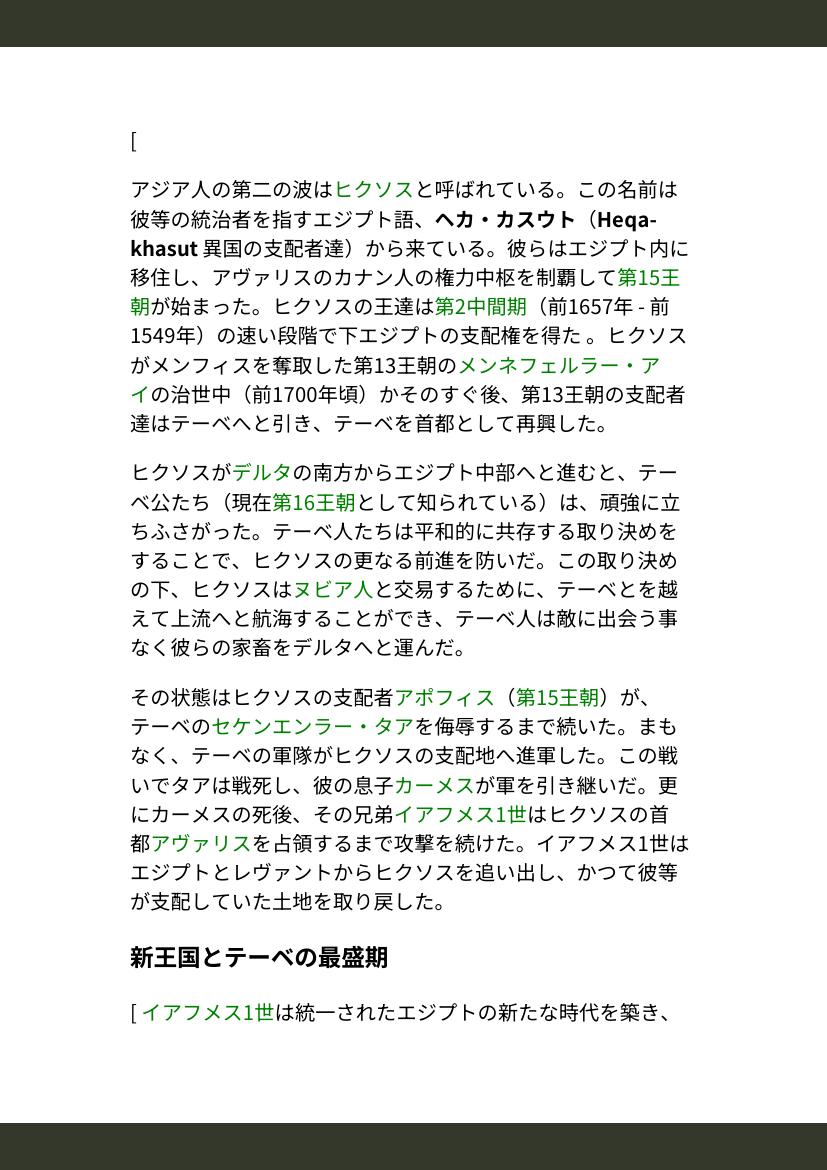 [
アジア人の第二の波はヒクソスと呼ばれている。この名前は
彼等の統治者を指すエジプト語、ヘカ・カスウト（Heqa-
khasut 異国の支配者達）から来ている。彼らはエジプト内に
移住し、アヴァリスのカナン人の権力中枢を制覇して第15王
朝が始まった。ヒクソスの王達は第2中間期（前1657年 - 前
1549年）の速い段階で下エジプトの支配権を得た 。ヒクソス
がメンフィスを奪取した第13王朝のメンネフェルラー・ア
イの治世中（前1700年頃）かそのすぐ後、第13王朝の支配者
達はテーベへと引き、テーベを首都として再興した。
ヒクソスがデルタの南方からエジプト中部へと進むと、テー
ベ公たち（現在第16王朝として知られている）は、頑強に立
ちふさがった。テーベ人たちは平和的に共存する取り決めを
することで、ヒクソスの更なる前進を防いだ。この取り決め
の下、ヒクソスはヌビア人と交易するために、テーベとを越
えて上流へと航海することができ、テーベ人は敵に出会う事
なく彼らの家畜をデルタへと運んだ。
その状態はヒクソスの支配者アポフィス（第15王朝）が、
テーベのセケンエンラー・タアを侮辱するまで続いた。まも
なく、テーベの軍隊がヒクソスの支配地へ進軍した。この戦
いでタアは戦死し、彼の息子カーメスが軍を引き継いだ。更
にカーメスの死後、その兄弟イアフメス1世はヒクソスの首
都アヴァリスを占領するまで攻撃を続けた。イアフメス1世は
エジプトとレヴァントからヒクソスを追い出し、かつて彼等
が支配していた土地を取り戻した。
新王国とテーベの最盛期
[ イアフメス1世は統一されたエジプトの新たな時代を築き、